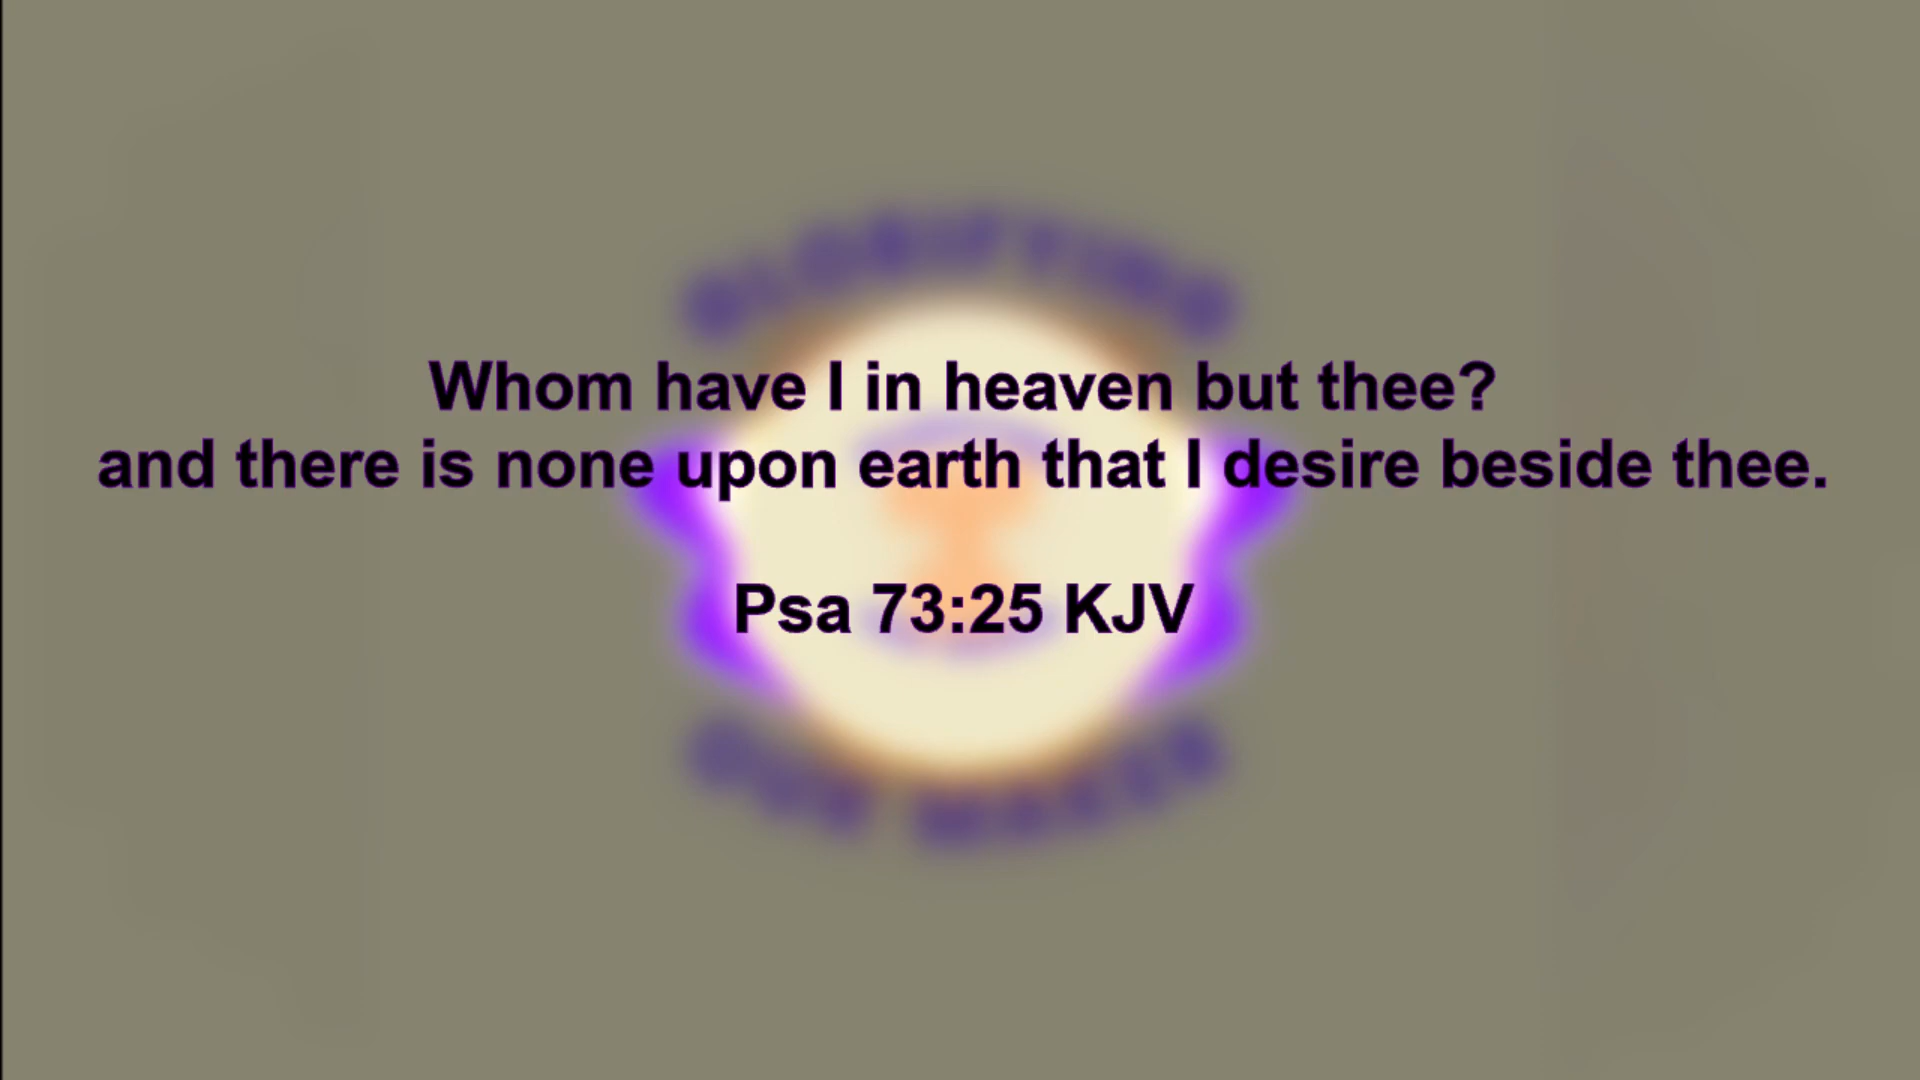 Whom have I in heaven but thee?
and there is none upon earth that I desire beside thee.
Psa 73:25 KJV